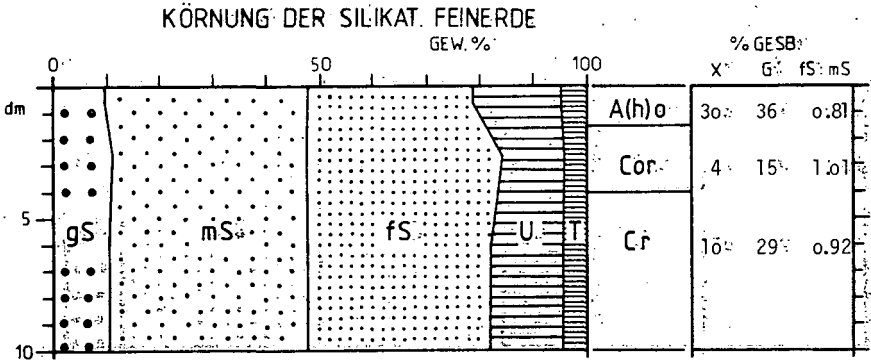 KÖRNUNG DER SILIKAT. FEINERDE
GEW. % % GESB.
0 50 100 X G fS:mS
dm
A(h)o 30 36 0.81
Cor 4 15 1.01
5
gS mS fS U T Cr 10 29 0.92
10